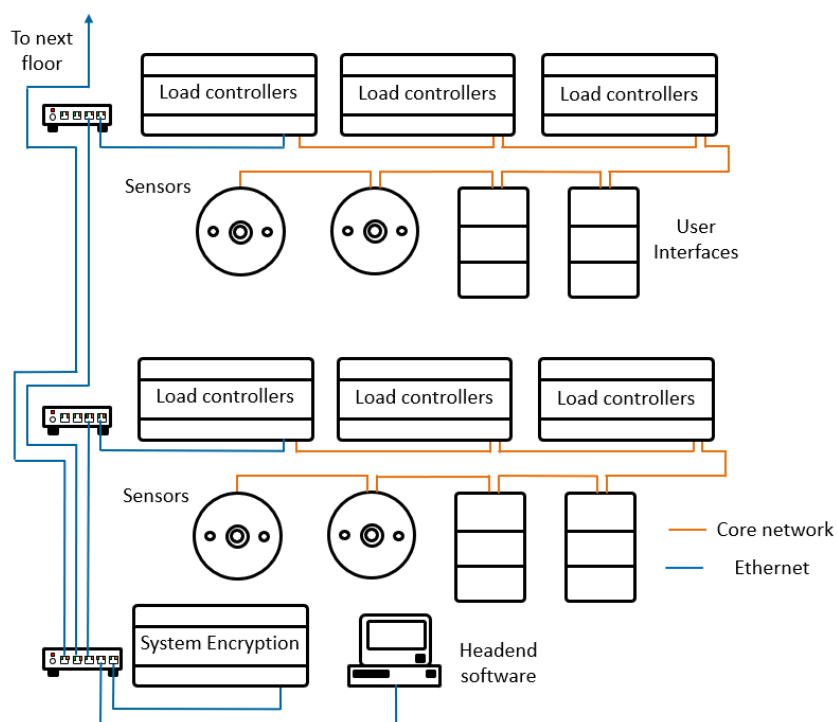 To next
floor
Load controllers
Load controllers
Load controllers
Sensors
User
Interfaces
Load controllers
Load controllers
Load controllers
Sensors
Core network
Ethernet
System Encryption
Headend
software